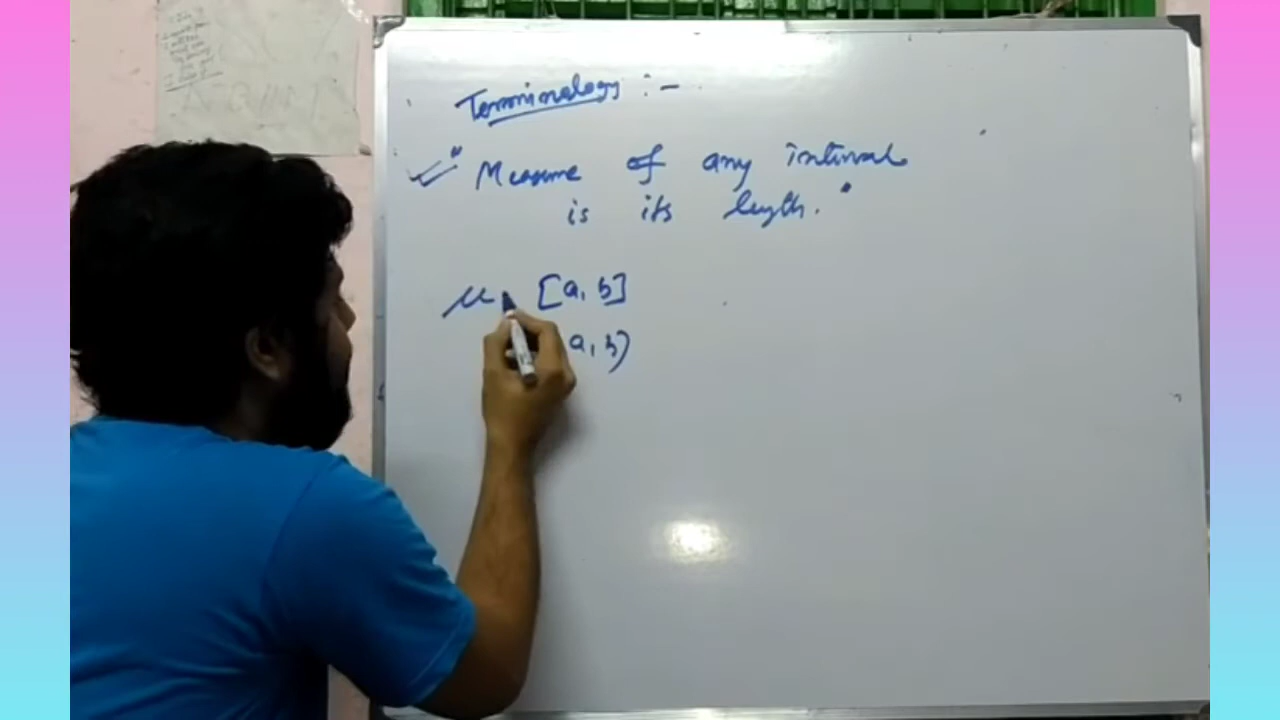 Terminology :-
" Measure of any interval
is its length. "
μ [a, b]
a, b)